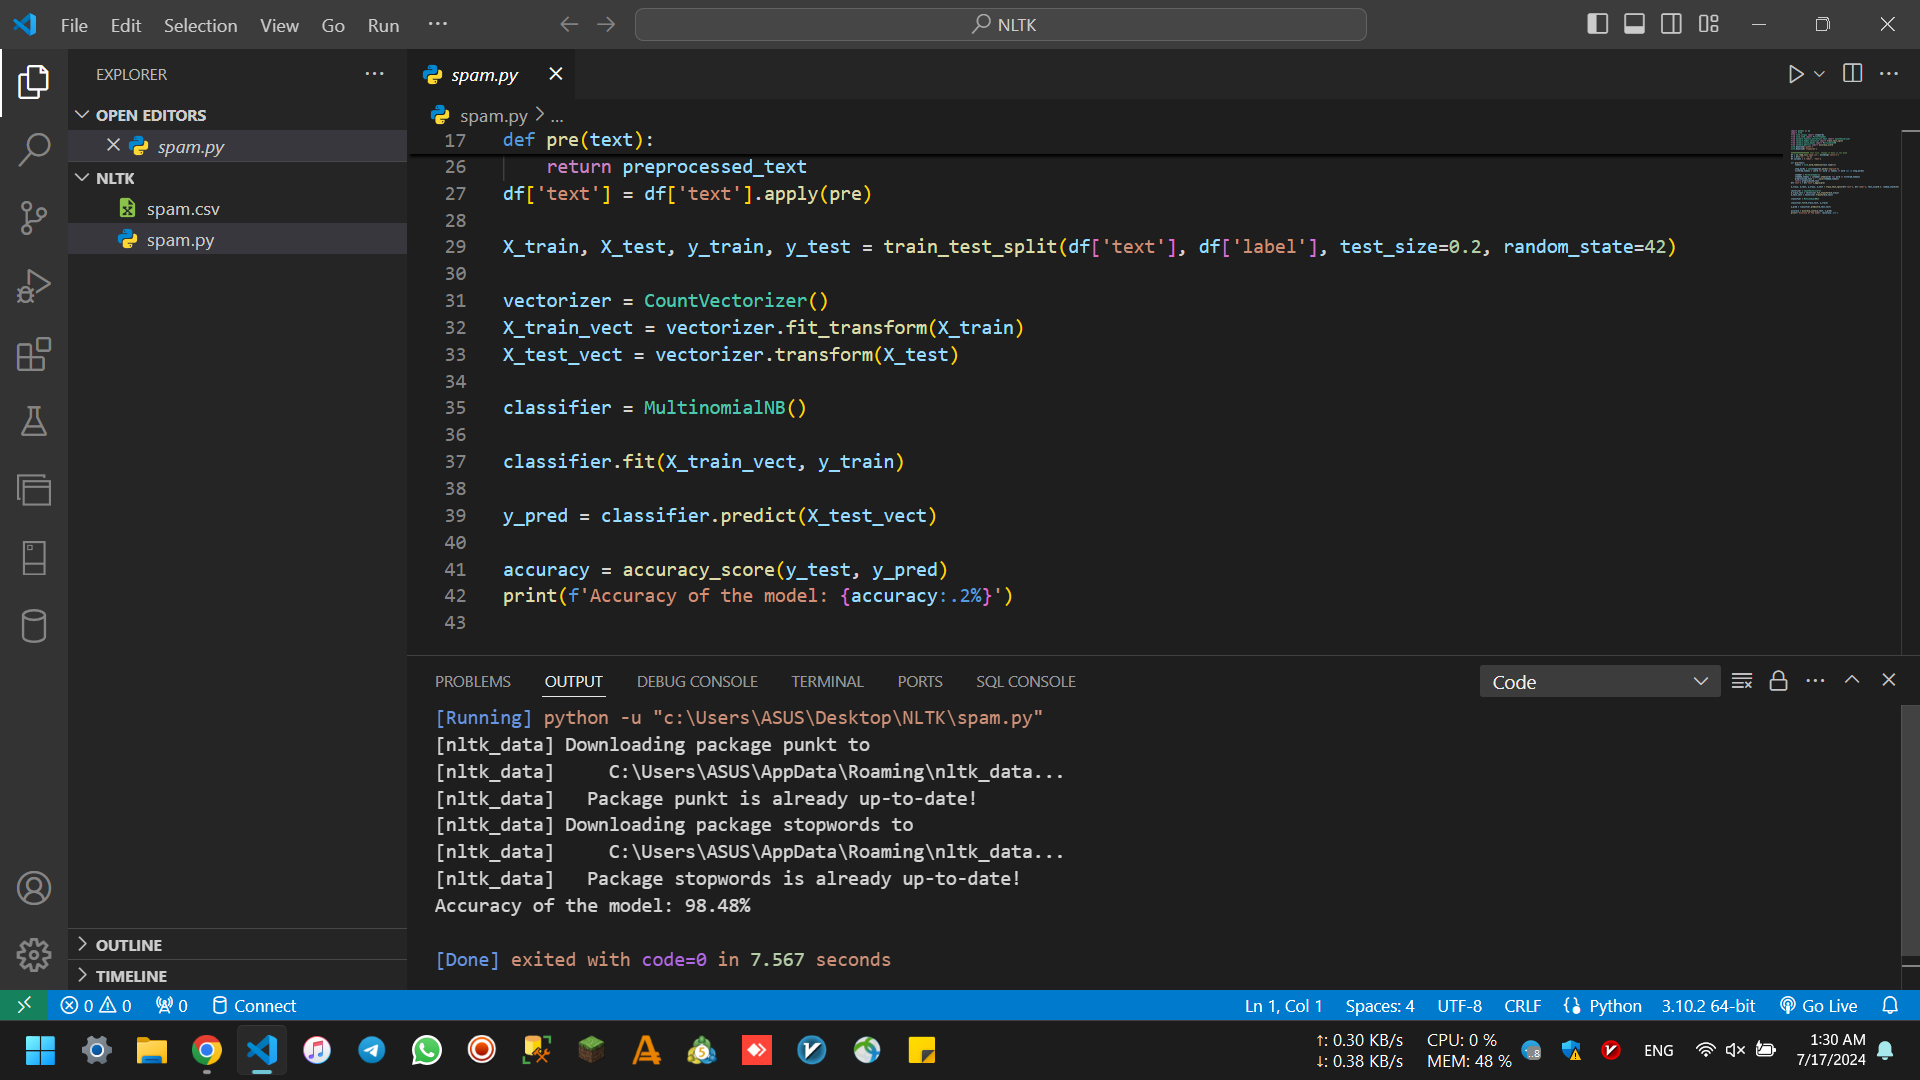 File Edit Selection View Go Run ...
NLTK
EXPLORER
OPEN EDITORS
spam.py
NLTK
spam.csv
spam.py
OUTLINE
TIMELINE
spam.py
spam.py > ...
17 def pre(text):
26 return preprocessed_text
27 df['text'] = df['text'].apply(pre)
28
29 X_train, X_test, y_train, y_test = train_test_split(df['text'], df['label'], test_size=0.2, random_state=42)
30
31 vectorizer = CountVectorizer()
32 X_train_vect = vectorizer.fit_transform(X_train)
33 X_test_vect = vectorizer.transform(X_test)
34
35 classifier = MultinomialNB()
36
37 classifier.fit(X_train_vect, y_train)
38
39 y_pred = classifier.predict(X_test_vect)
40
41 accuracy = accuracy_score(y_test, y_pred)
42 print(f'Accuracy of the model: {accuracy:.2%}')
43
PROBLEMS OUTPUT DEBUG CONSOLE TERMINAL PORTS SQL CONSOLE
Code
[Running] python -u "c:\Users\ASUS\Desktop\NLTK\spam.py"
[nltk_data] Downloading package punkt to
[nltk_data]     C:\Users\ASUS\AppData\Roaming\nltk_data...
[nltk_data]   Package punkt is already up-to-date!
[nltk_data] Downloading package stopwords to
[nltk_data]     C:\Users\ASUS\AppData\Roaming\nltk_data...
[nltk_data]   Package stopwords is already up-to-date!
Accuracy of the model: 98.48%
[Done] exited with code=0 in 7.567 seconds
0 0 0 Connect
Ln 1, Col 1 Spaces: 4 UTF-8 CRLF Python 3.10.2 64-bit Go Live
↑: 0.30 KB/s CPU: 0 %
↓: 0.38 KB/s MEM: 48 %
ENG
1:30 AM
7/17/2024